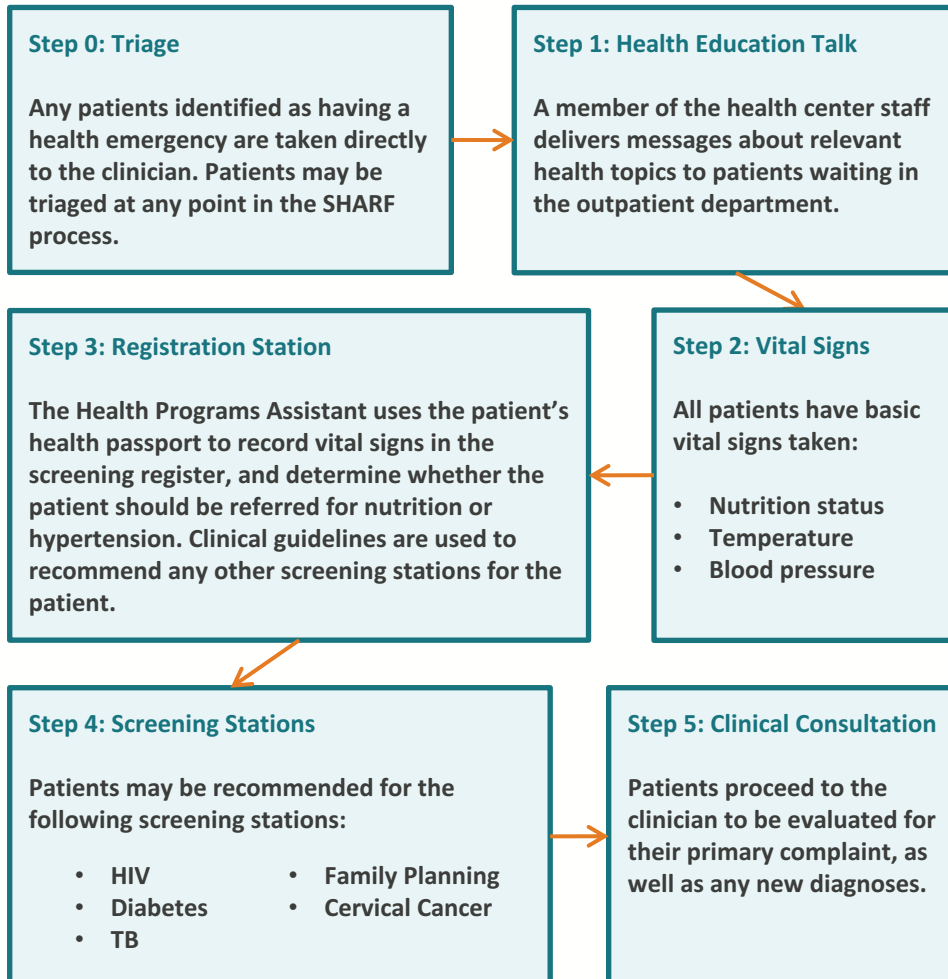 Step 0: Triage
Any patients identified as having a
health emergency are taken directly
to the clinician. Patients may be
triaged at any point in the SHARF
process.
Step 1: Health Education Talk
A member of the health center staff
delivers messages about relevant
health topics to patients waiting in
the outpatient department.
Step 2: Vital Signs
All patients have basic
vital signs taken:
• Nutrition status
• Temperature
• Blood pressure
Step 3: Registration Station
The Health Programs Assistant uses the patient’s
health passport to record vital signs in the
screening register, and determine whether the
patient should be referred for nutrition or
hypertension. Clinical guidelines are used to
recommend any other screening stations for the
patient.
Step 4: Screening Stations
Patients may be recommended for the
following screening stations:
• HIV
• Diabetes
• TB
• Family Planning
• Cervical Cancer
Step 5: Clinical Consultation
Patients proceed to the
clinician to be evaluated for
their primary complaint, as
well as any new diagnoses.